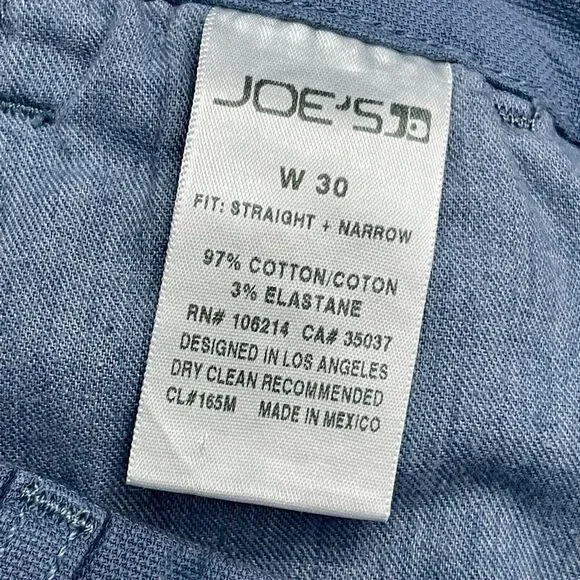 JOE'S
W 30
FIT: STRAIGHT + NARROW
97% COTTON/COTON
3% ELASTANE
RN# 106214 CA# 35037
DESIGNED IN LOS ANGELES
DRY CLEAN RECOMMENDED
CL#165M MADE IN MEXICO